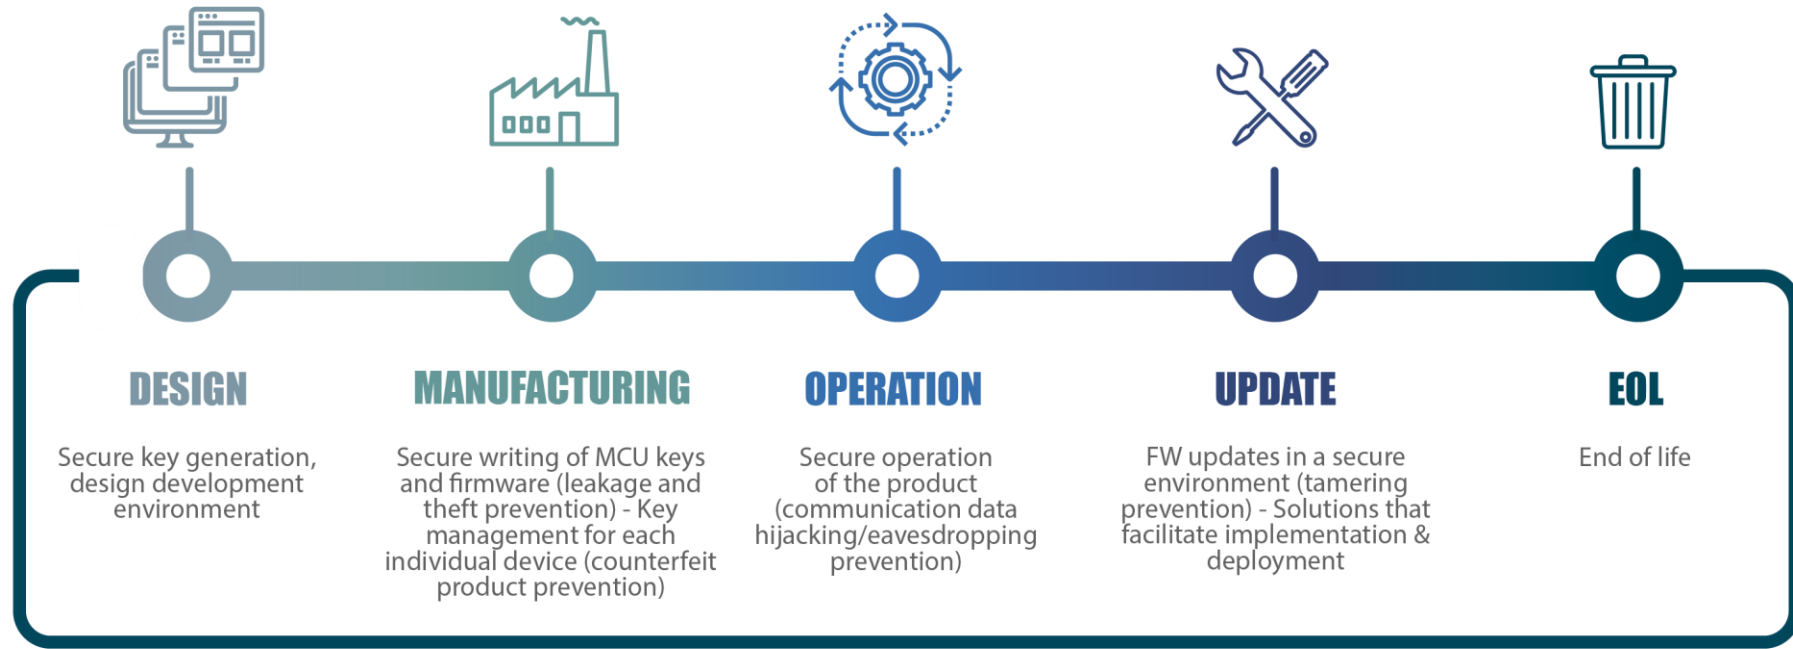 DESIGN
Secure key generation,
design development
environment
MANUFACTURING
Secure writing of MCU keys
and firmware (leakage and
theft prevention) - Key
management for each
individual device (counterfeit
product prevention)
OPERATION
Secure operation
of the product
(communication data
hijacking/eavesdropping
prevention)
UPDATE
FW updates in a secure
environment (tamering
prevention) - Solutions that
facilitate implementation &
deployment
EOL
End of life